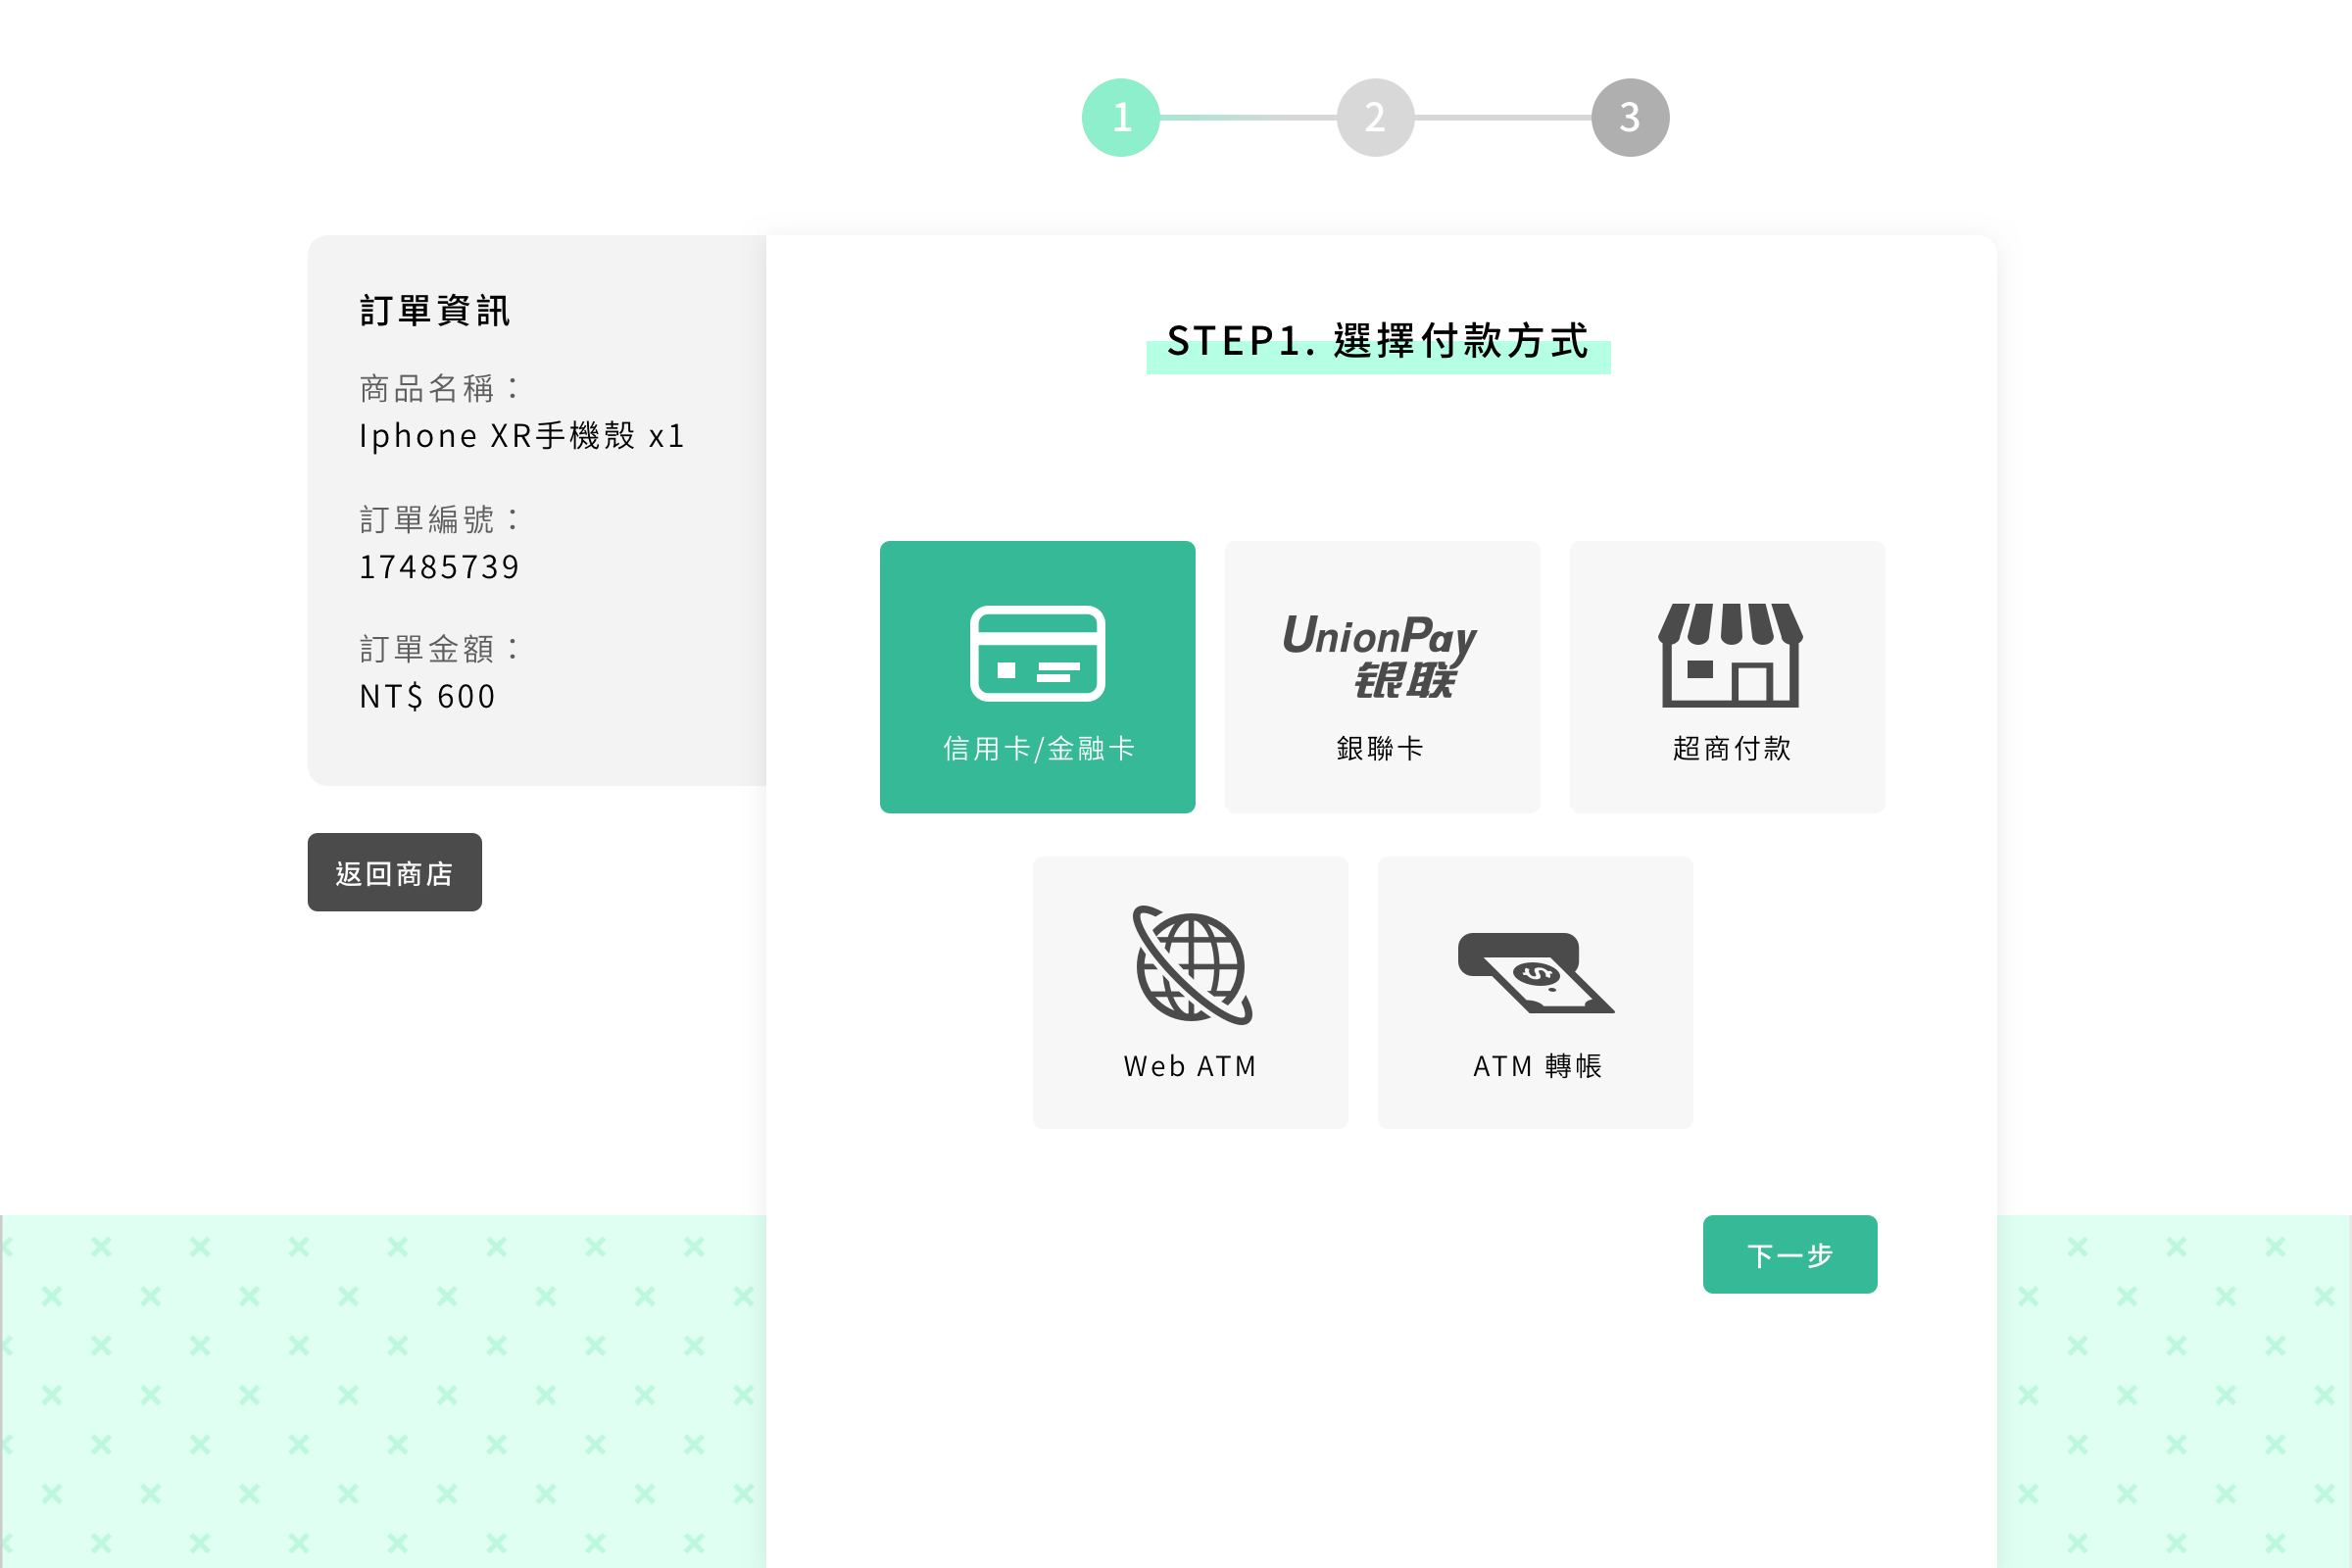 1
2
3
訂單資訊
商品名稱：
Iphone XR手機殼 x1
訂單編號：
17485739
訂單金額：
NT$ 600
返回商店
STEP1. 選擇付款方式
信用卡/金融卡
UnionPay
银联
銀聯卡
超商付款
Web ATM
ATM 轉帳
下一步